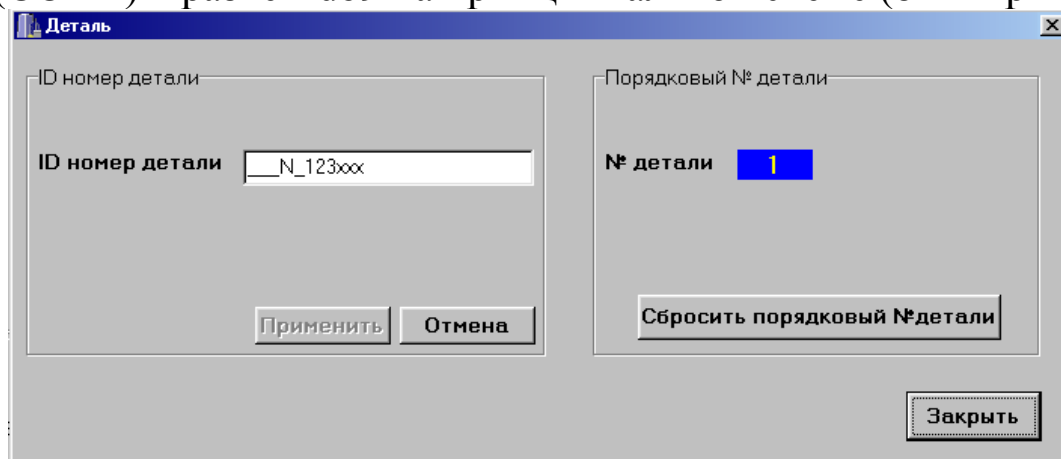 Деталь
ID номер детали
ID номер детали ___N_123xxx
Применить Отмена
Порядковый № детали
№ детали 1
Сбросить порядковый №детали
Закрыть